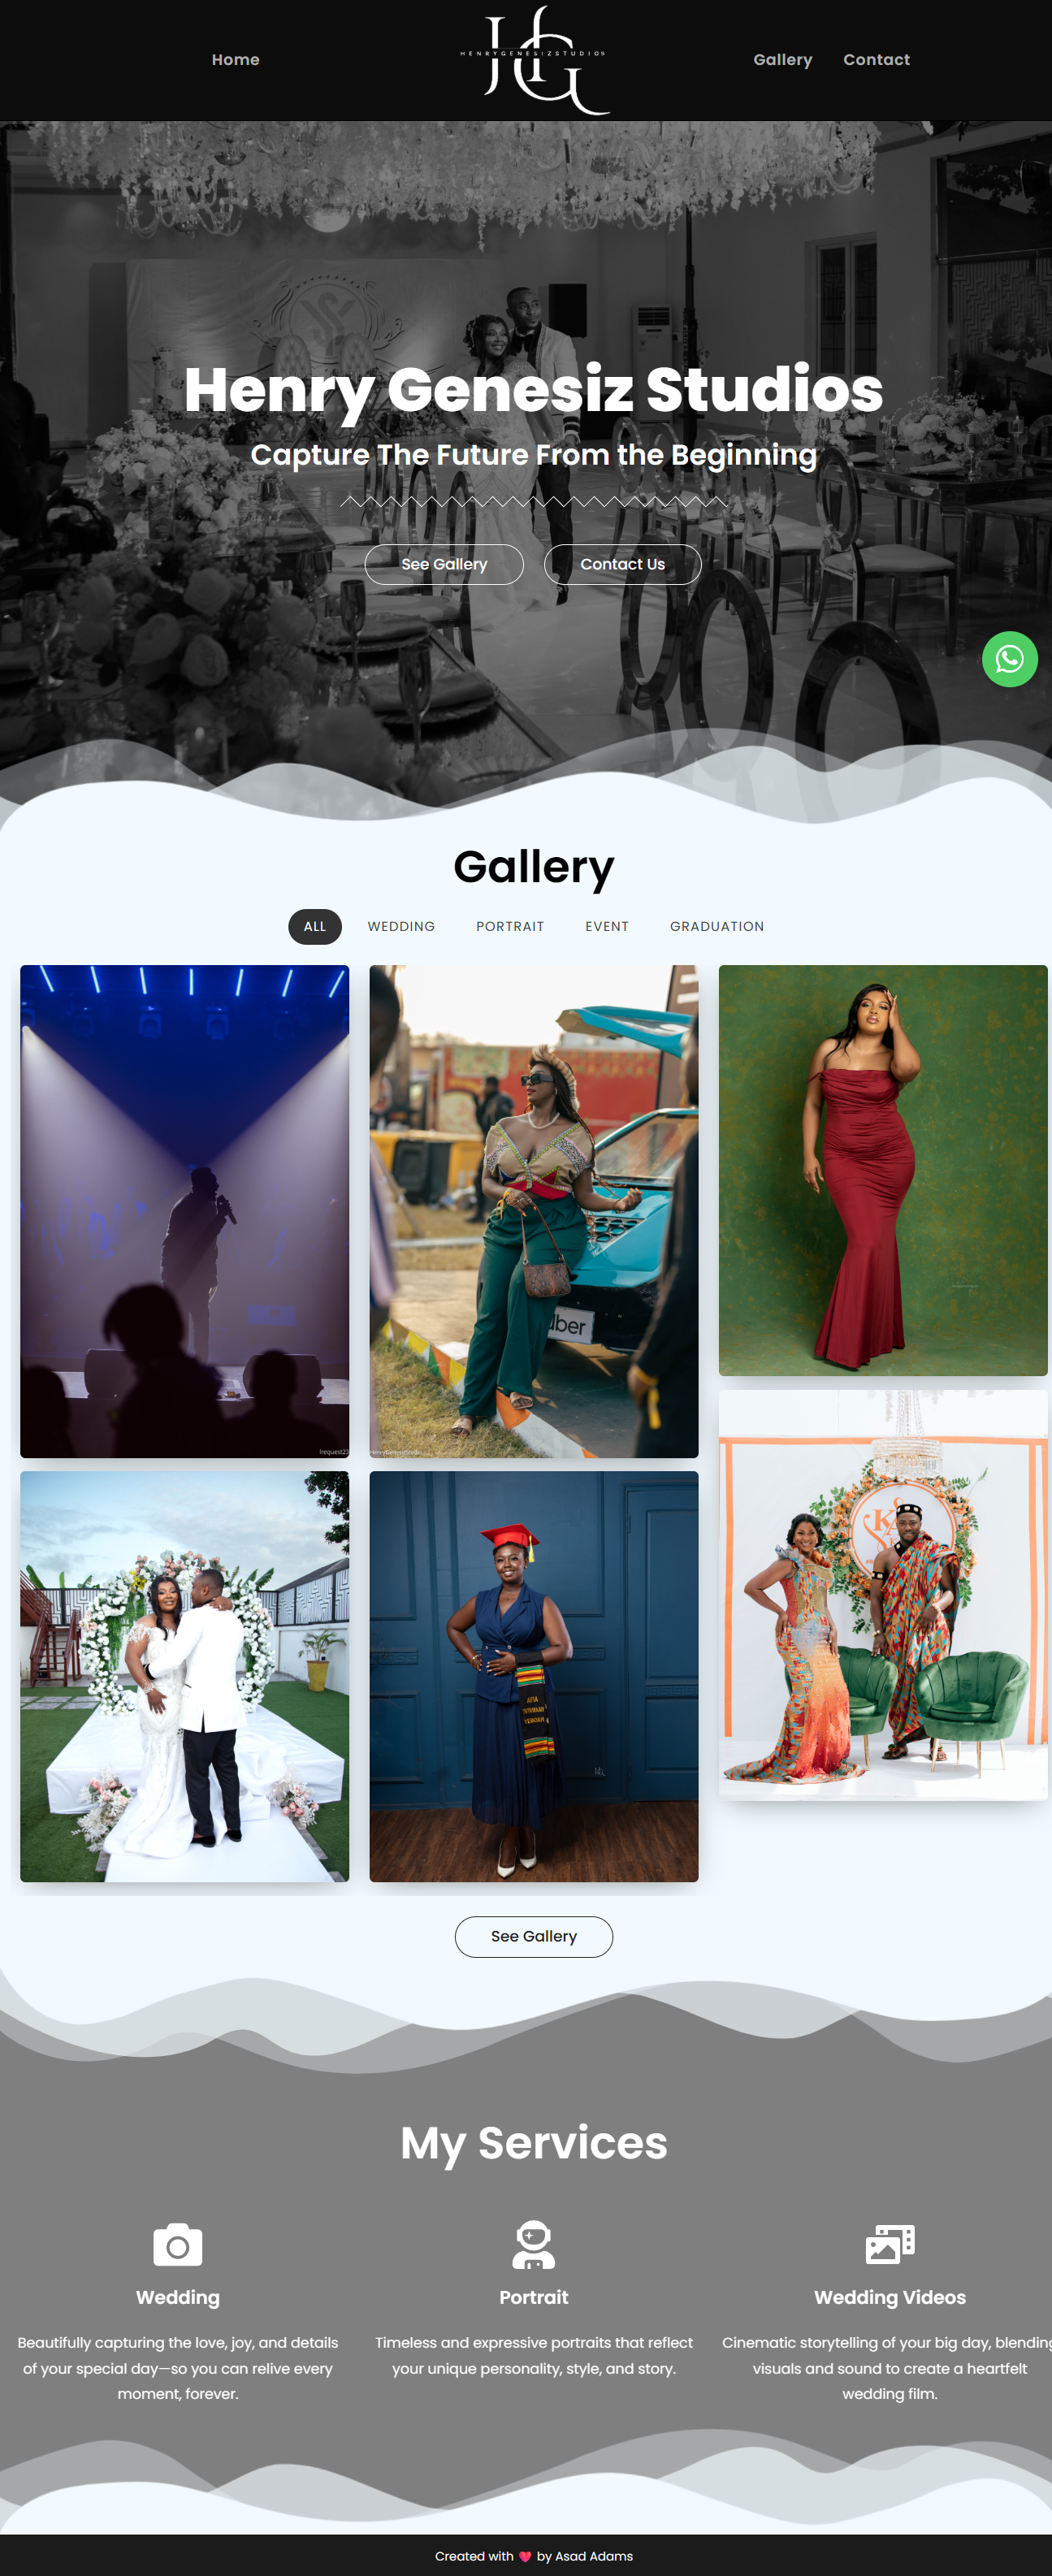 Home
HENRYGENESIZSTUDIOS
Gallery
Contact
Henry Genesiz Studios
Capture The Future From the Beginning
See Gallery
Contact Us
Gallery
ALL
WEDDING
PORTRAIT
EVENT
GRADUATION
lrequest23
uber
See Gallery
My Services
Wedding
Beautifully capturing the love, joy, and details
of your special day—so you can relive every
moment, forever.
Portrait
Timeless and expressive portraits that reflect
your unique personality, style, and story.
Wedding Videos
Cinematic storytelling of your big day, blending
visuals and sound to create a heartfelt
wedding film.
Created with ❤ by Asad Adams